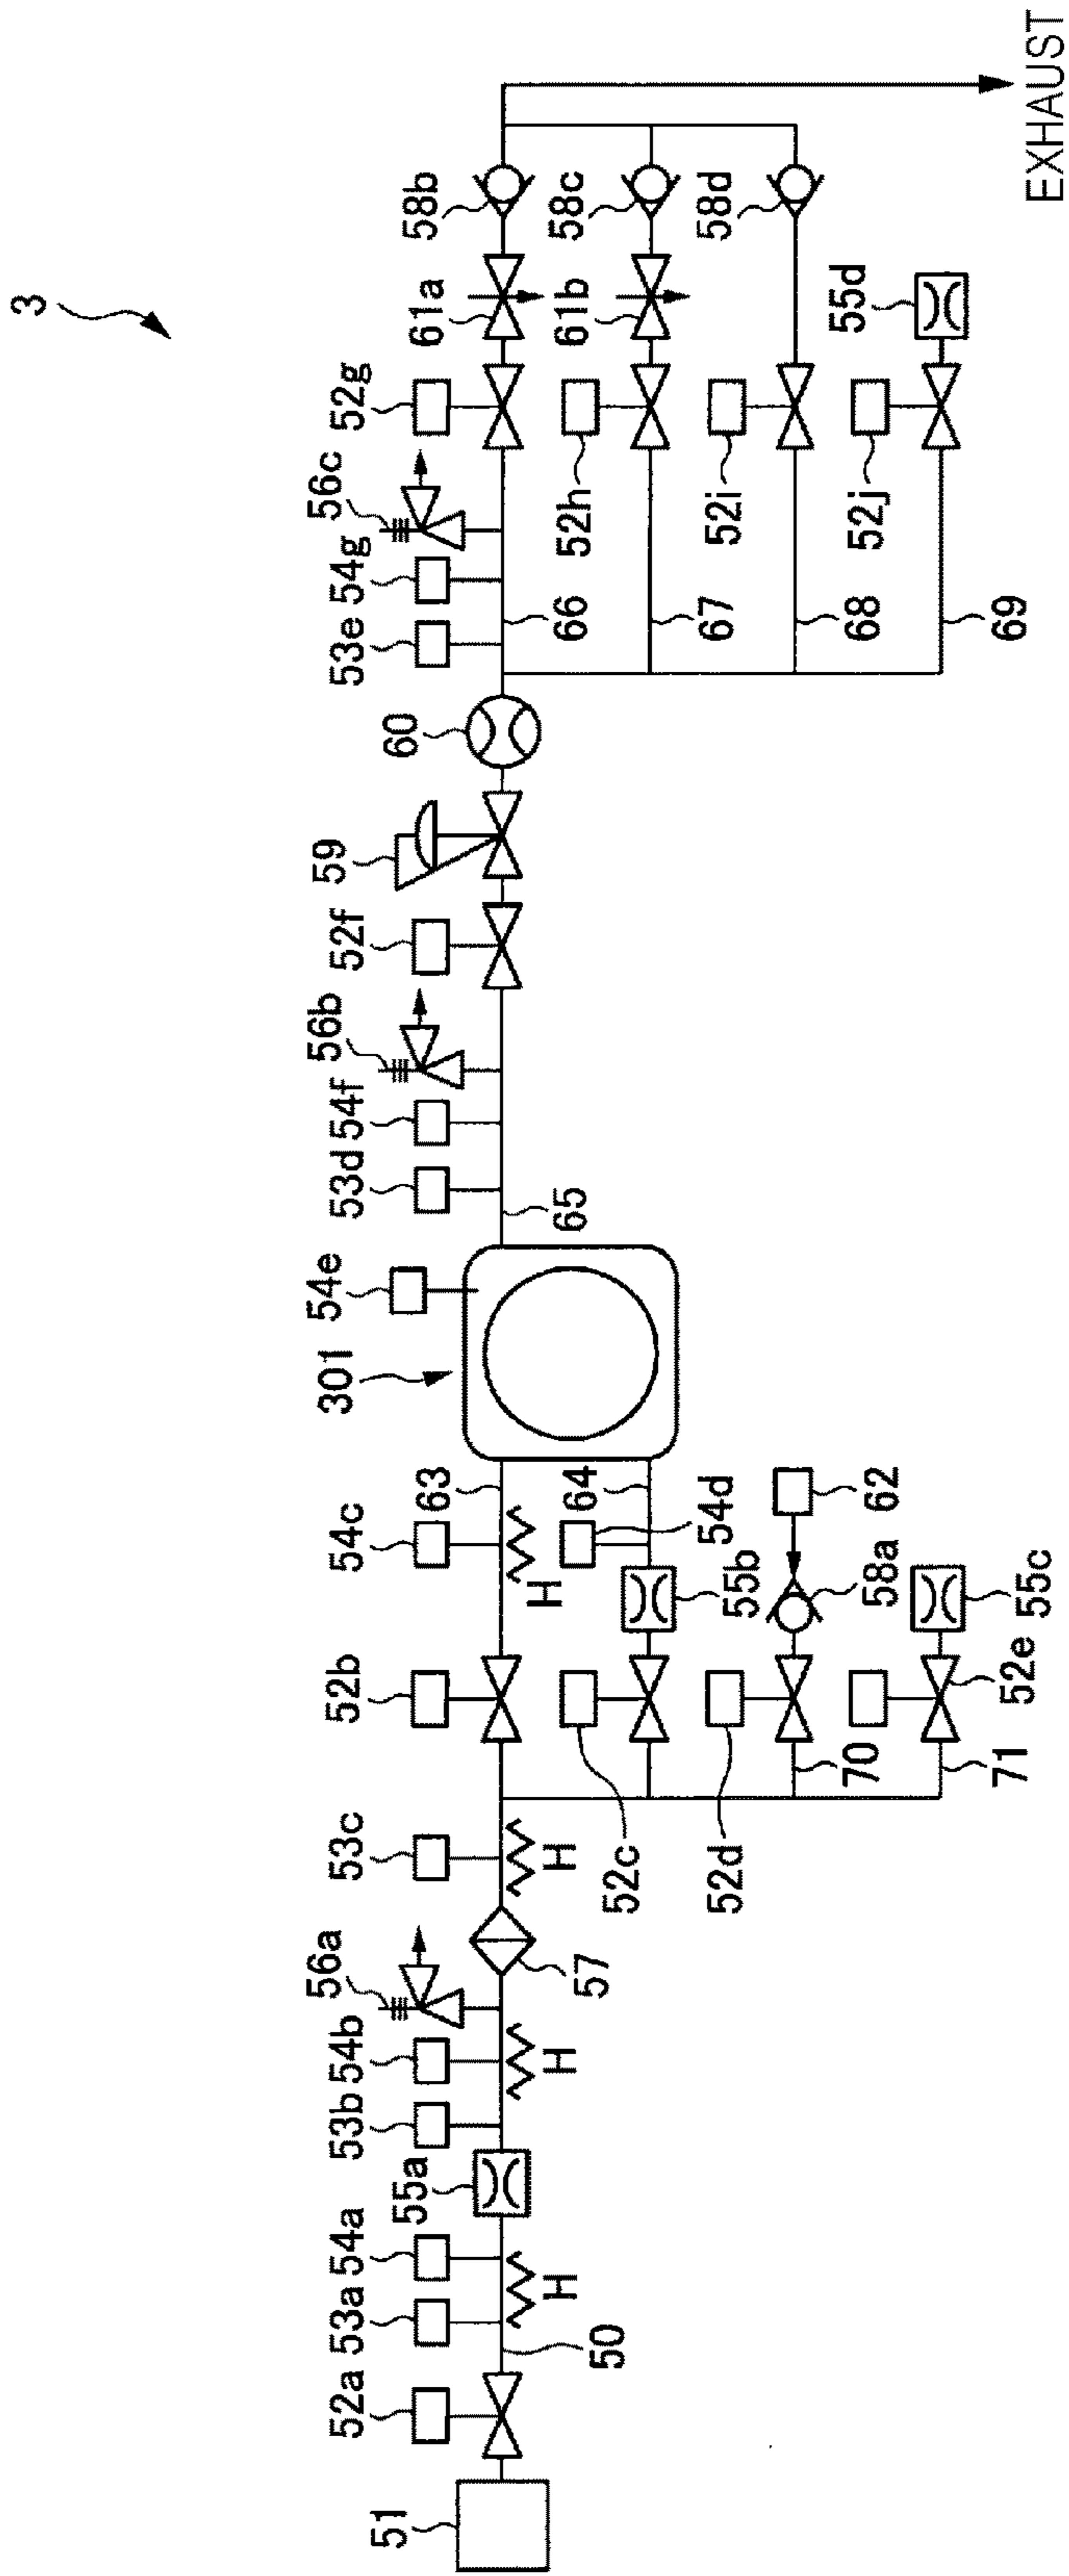 3
51
52a
53a
54a
50
H
55a
53b
54b
56a
H
57
53c
H
52b
54c
63
H
301
54e
52c
64
54d
55b
52d
70
58a
62
71
52e
55c
65
53d
54f
56b
52f
59
60
53e
54g
56c
52g
61a
58b
66
52h
61b
58c
67
52i
58d
68
52j
55d
69
EXHAUST